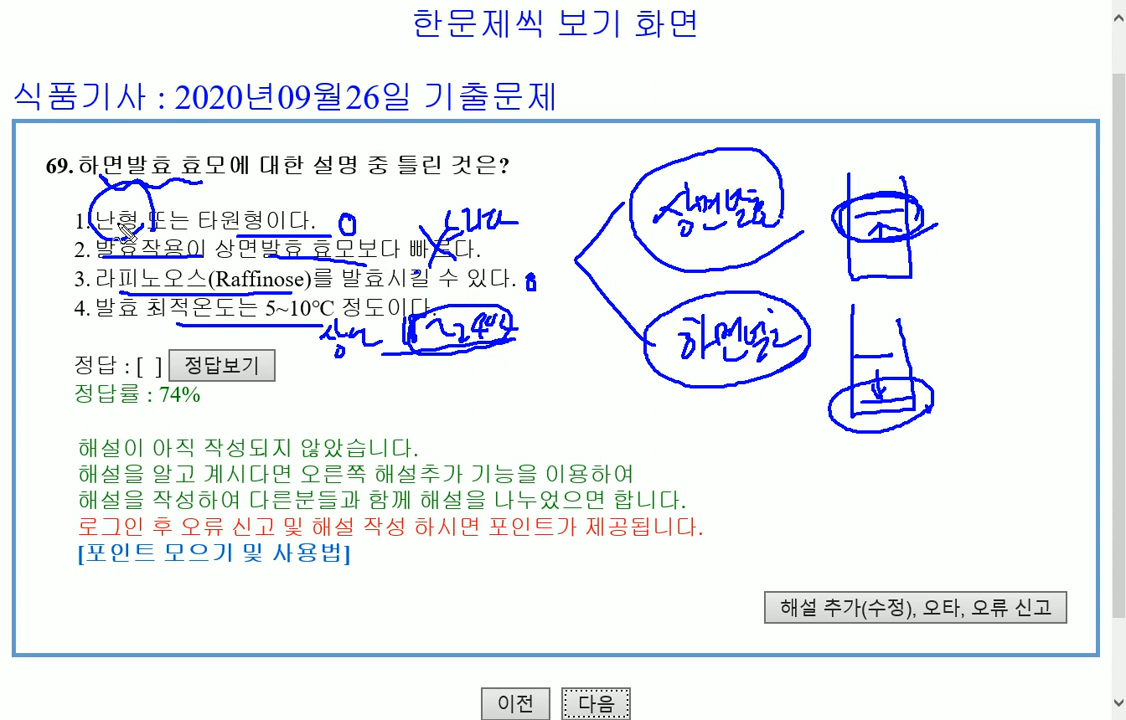 한문제씩 보기 화면
식품기사 : 2020년09월26일 기출문제
69. 하면발효 효모에 대한 설명 중 틀린 것은?
1. 난형 또는 타원형이다.
2. 발효작용이 상면발효 효모보다 빠르다.
느리다
3. 라피노오스(Raffinose)를 발효시킬 수 있다.
4. 발효 최적온도는 5~10℃ 정도이다.
상면
상면발효
하면발효
정답 : [ ] 정답보기
정답률 : 74%
해설이 아직 작성되지 않았습니다.
해설을 알고 계시다면 오른쪽 해설추가 기능을 이용하여
해설을 작성하여 다른분들과 함께 해설을 나누었으면 합니다.
로그인 후 오류 신고 및 해설 작성 하시면 포인트가 제공됩니다.
[포인트 모으기 및 사용법]
해설 추가(수정), 오타, 오류 신고
이전 다음